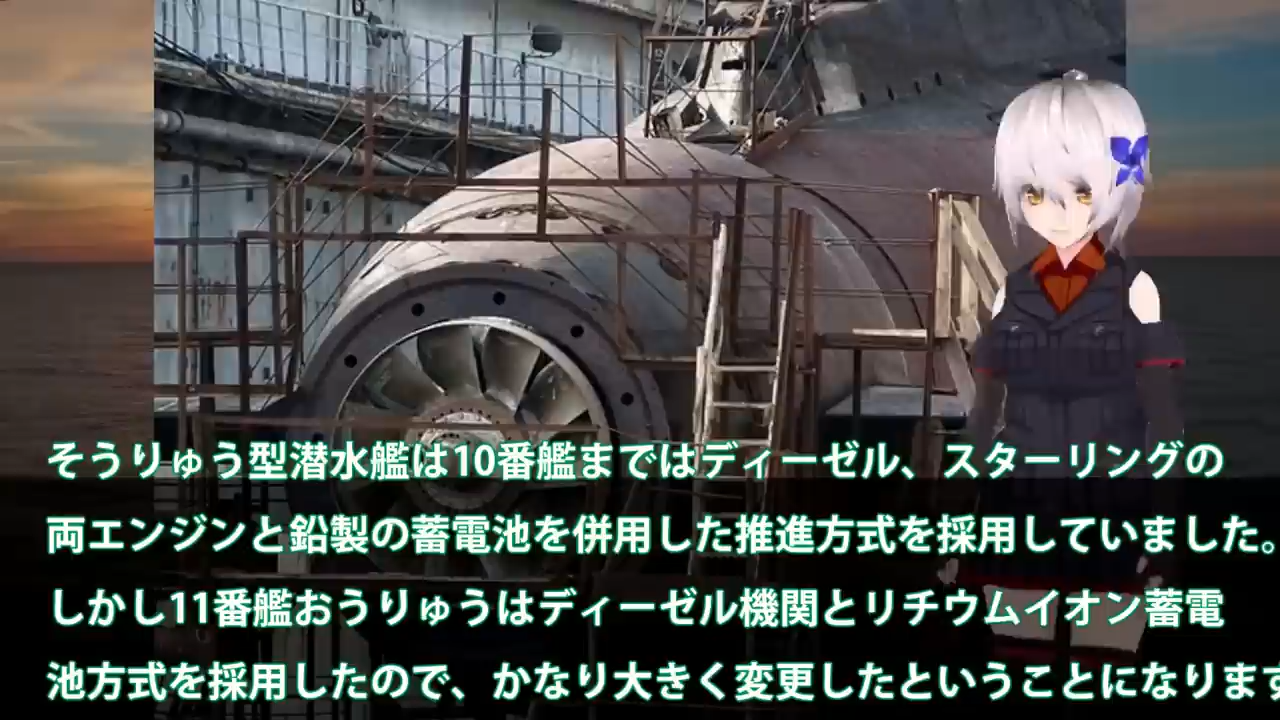 そうりゅう型潜水艦は10番艦まではディーゼル、スターリングの
両エンジンと鉛製の蓄電池を併用した推進方式を採用していました。
しかし11番艦おうりゅうはディーゼル機関とリチウムイオン蓄電
池方式を採用したので、かなり大きく変更したということになります